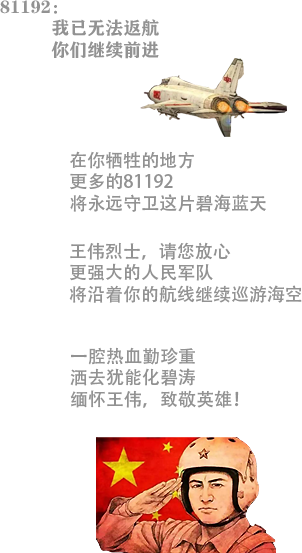 81192：
我已无法返航
你们继续前进
在你牺牲的地方
更多的81192
将永远守卫这片碧海蓝天
王伟烈士，请您放心
更强大的人民军队
将沿着你的航线继续巡游海空
一腔热血勤珍重
洒去犹能化碧涛
缅怀王伟，致敬英雄！